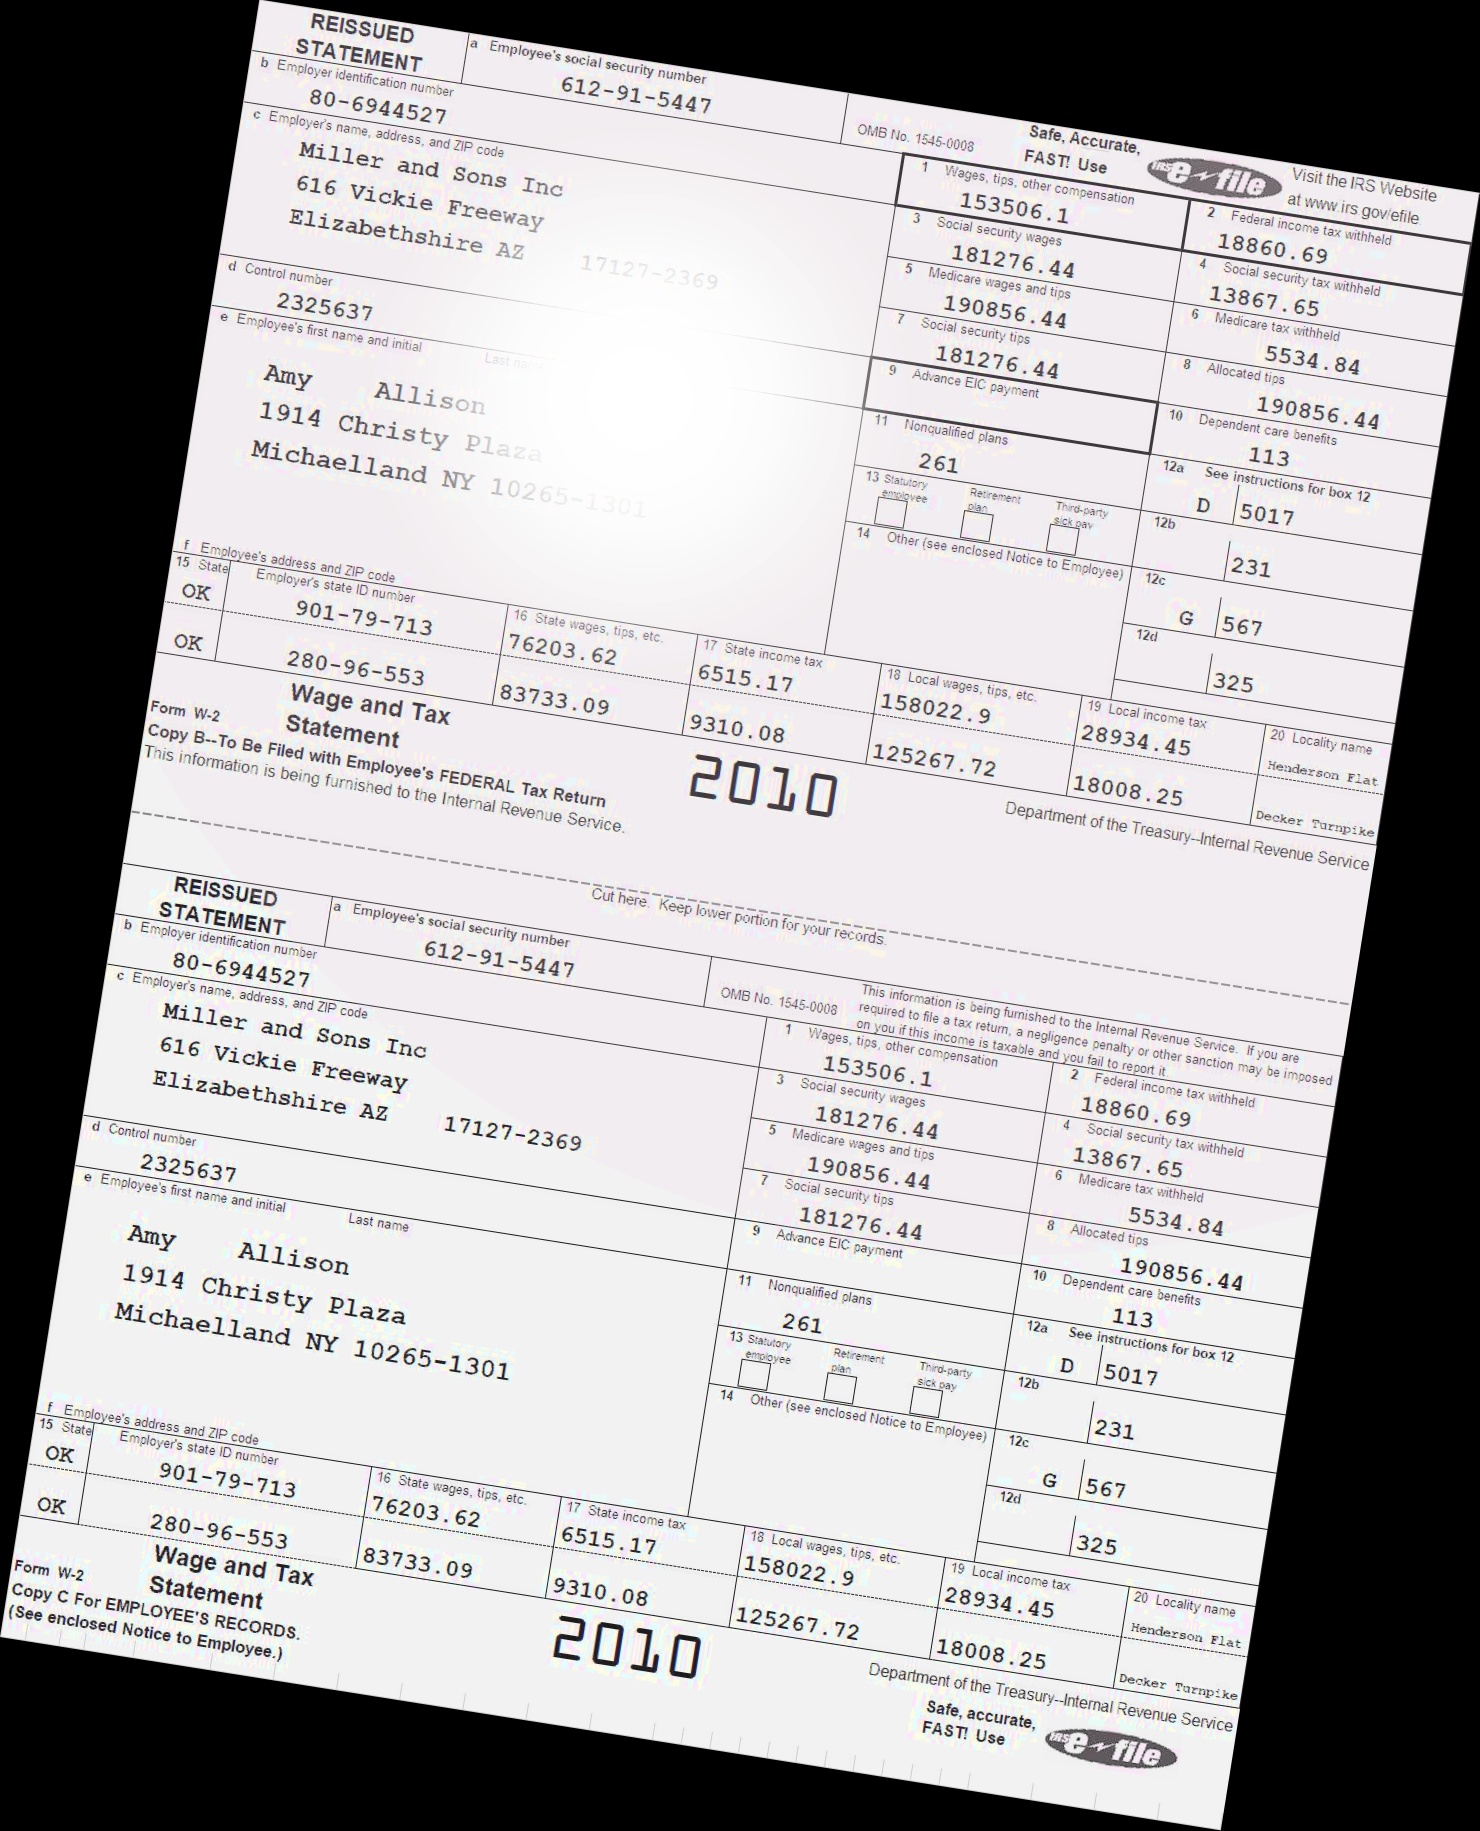 REISSUED
STATEMENT
a Employee's social security number
612-91-5447
OMB No. 1545-0008
Safe, Accurate,
FAST! Use
IRS e-file
Visit the IRS Website
at www.irs.gov/efile.
b Employer identification number
80-6944527
c Employer's name, address, and ZIP code
Miller and Sons Inc
616 Vickie Freeway
Elizabethshire AZ 17127-2369
1 Wages, tips, other compensation
153506.1
2 Federal income tax withheld
18860.69
3 Social security wages
181276.44
4 Social security tax withheld
13867.65
5 Medicare wages and tips
190856.44
6 Medicare tax withheld
5534.84
d Control number
2325637
7 Social security tips
181276.44
8 Allocated tips
190856.44
e Employee's first name and initial Last name
Amy Allison
1914 Christy Plaza
Michaelland NY 10265-1301
9 Advance EIC payment
10 Dependent care benefits
113
11 Nonqualified plans
261
12a See instructions for box 12
D 5017
13 Statutory employee Retirement plan Third-party sick pay
12b
231
14 Other (see enclosed Notice to Employee)
12c
G 567
12d
325
f Employee's address and ZIP code
15 State Employer's state ID number
16 State wages, tips, etc.
17 State income tax
18 Local wages, tips, etc.
19 Local income tax
20 Locality name
OK 901-79-713 76203.62 6515.17 158022.9 28934.45 Henderson Flat
OK 280-96-553 83733.09 9310.08 125267.72 18008.25 Decker Turnpike
Form W-2 Wage and Tax
Statement
2010
Department of the Treasury--Internal Revenue Service
Copy B--To Be Filed with Employee's FEDERAL Tax Return
This information is being furnished to the Internal Revenue Service.
Cut here. Keep lower portion for your records.
REISSUED
STATEMENT
a Employee's social security number
612-91-5447
OMB No. 1545-0008
This information is being furnished to the Internal Revenue Service. If you are
required to file a tax return, a negligence penalty or other sanction may be imposed
on you if this income is taxable and you fail to report it
b Employer identification number
80-6944527
c Employer's name, address, and ZIP code
Miller and Sons Inc
616 Vickie Freeway
Elizabethshire AZ 17127-2369
1 Wages, tips, other compensation
153506.1
2 Federal income tax withheld
18860.69
3 Social security wages
181276.44
4 Social security tax withheld
13867.65
5 Medicare wages and tips
190856.44
6 Medicare tax withheld
5534.84
d Control number
2325637
7 Social security tips
181276.44
8 Allocated tips
190856.44
e Employee's first name and initial Last name
Amy Allison
1914 Christy Plaza
Michaelland NY 10265-1301
9 Advance EIC payment
10 Dependent care benefits
113
11 Nonqualified plans
261
12a See instructions for box 12
D 5017
13 Statutory employee Retirement plan Third-party sick pay
12b
231
14 Other (see enclosed Notice to Employee)
12c
G 567
12d
325
f Employee's address and ZIP code
15 State Employer's state ID number
16 State wages, tips, etc.
17 State income tax
18 Local wages, tips, etc.
19 Local income tax
20 Locality name
OK 901-79-713 76203.62 6515.17 158022.9 28934.45 Henderson Flat
OK 280-96-553 83733.09 9310.08 125267.72 18008.25 Decker Turnpike
Form W-2 Wage and Tax
Statement
2010
Department of the Treasury--Internal Revenue Service
Copy C For EMPLOYEE'S RECORDS.
(See enclosed Notice to Employee.)
Safe, accurate,
FAST! Use
IRS e-file